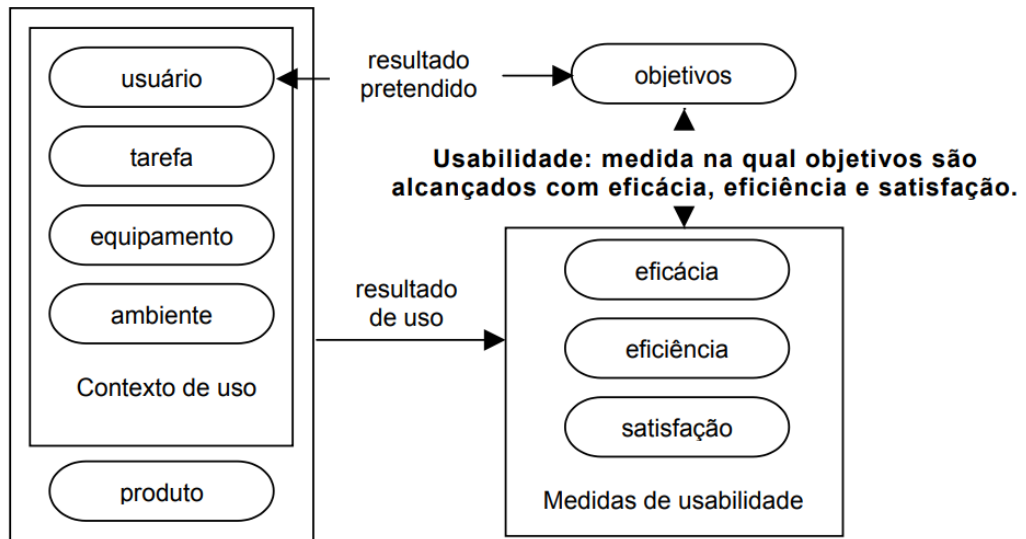 usuário
tarefa
equipamento
ambiente
Contexto de uso
produto
resultado
pretendido
objetivos
Usabilidade: medida na qual objetivos são
alcançados com eficácia, eficiência e satisfação.
resultado
de uso
eficácia
eficiência
satisfação
Medidas de usabilidade